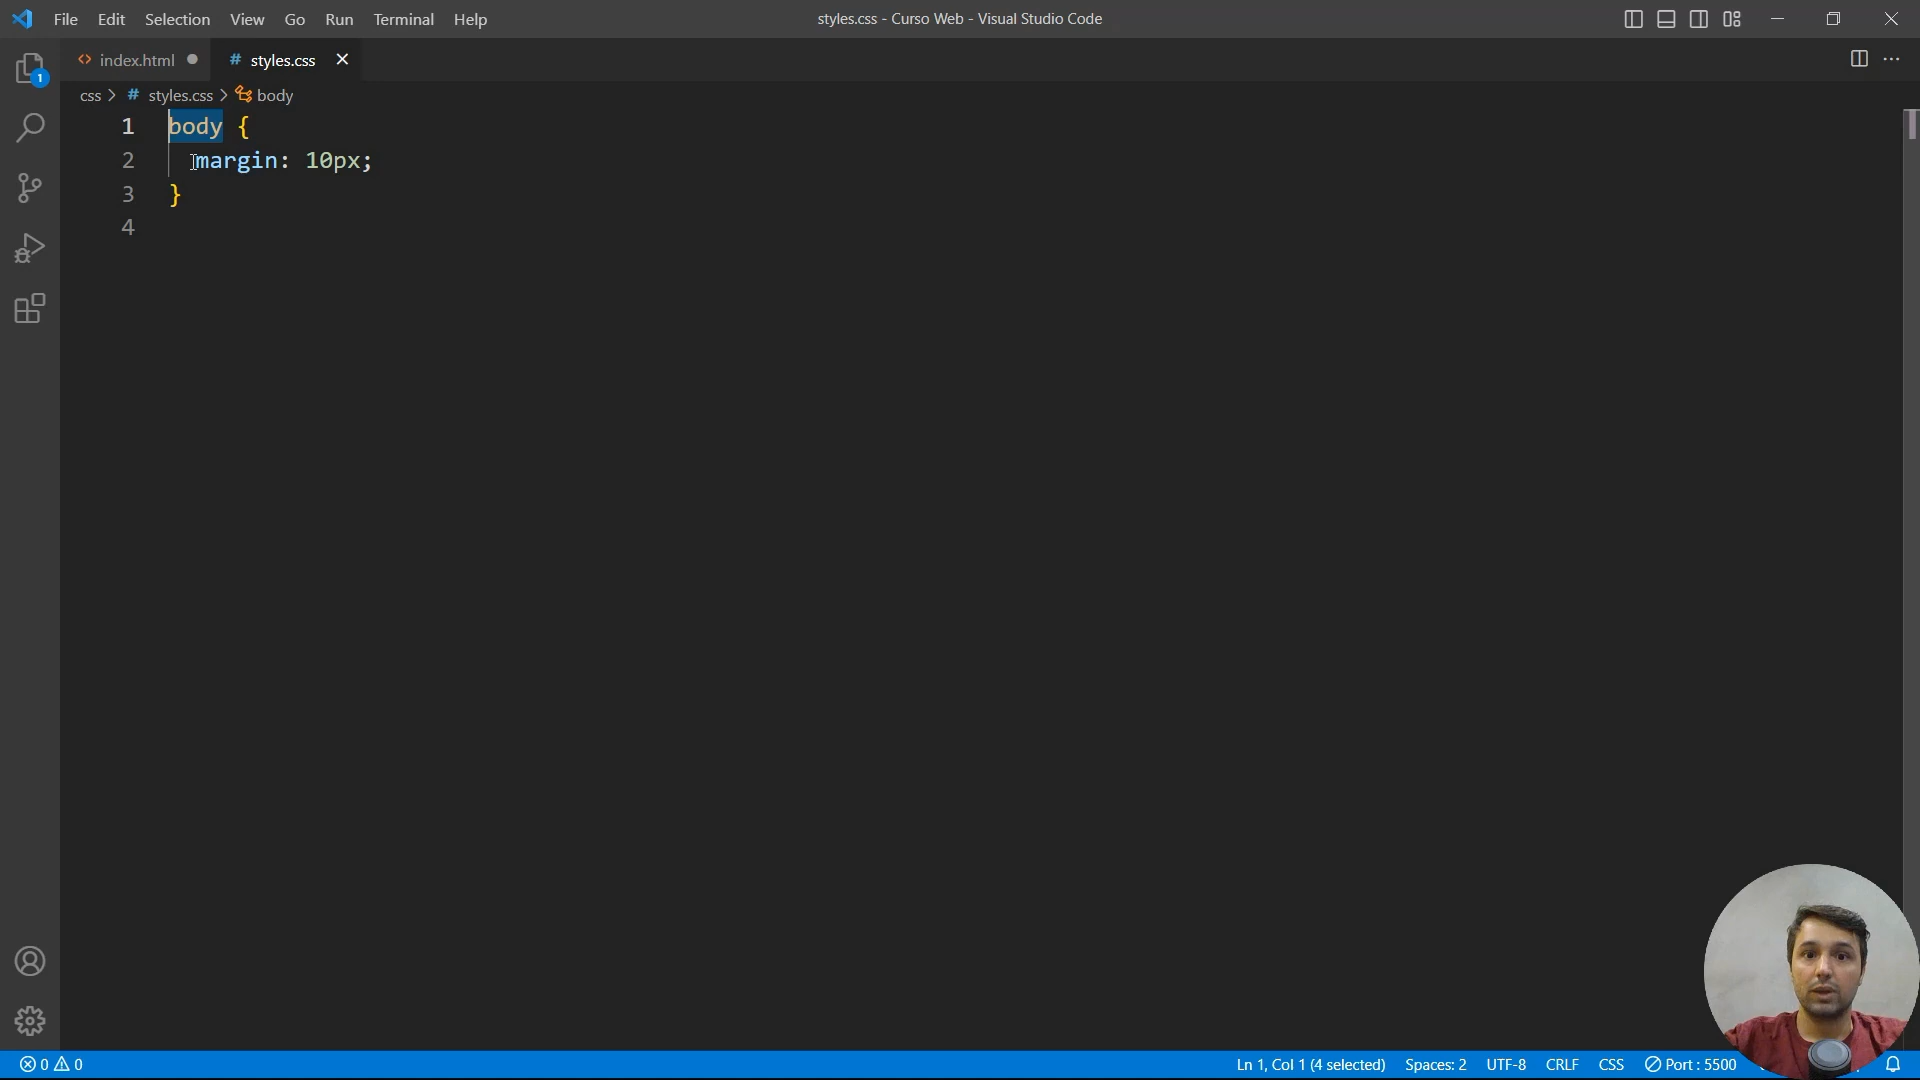 File Edit Selection View Go Run Terminal Help
styles.css - Curso Web - Visual Studio Code
index.html
# styles.css
css > # styles.css > body
1 body {
2 margin: 10px;
3 }
4
1
0 0
Ln 1, Col 1 (4 selected) Spaces: 2 UTF-8 CRLF CSS Port : 5500